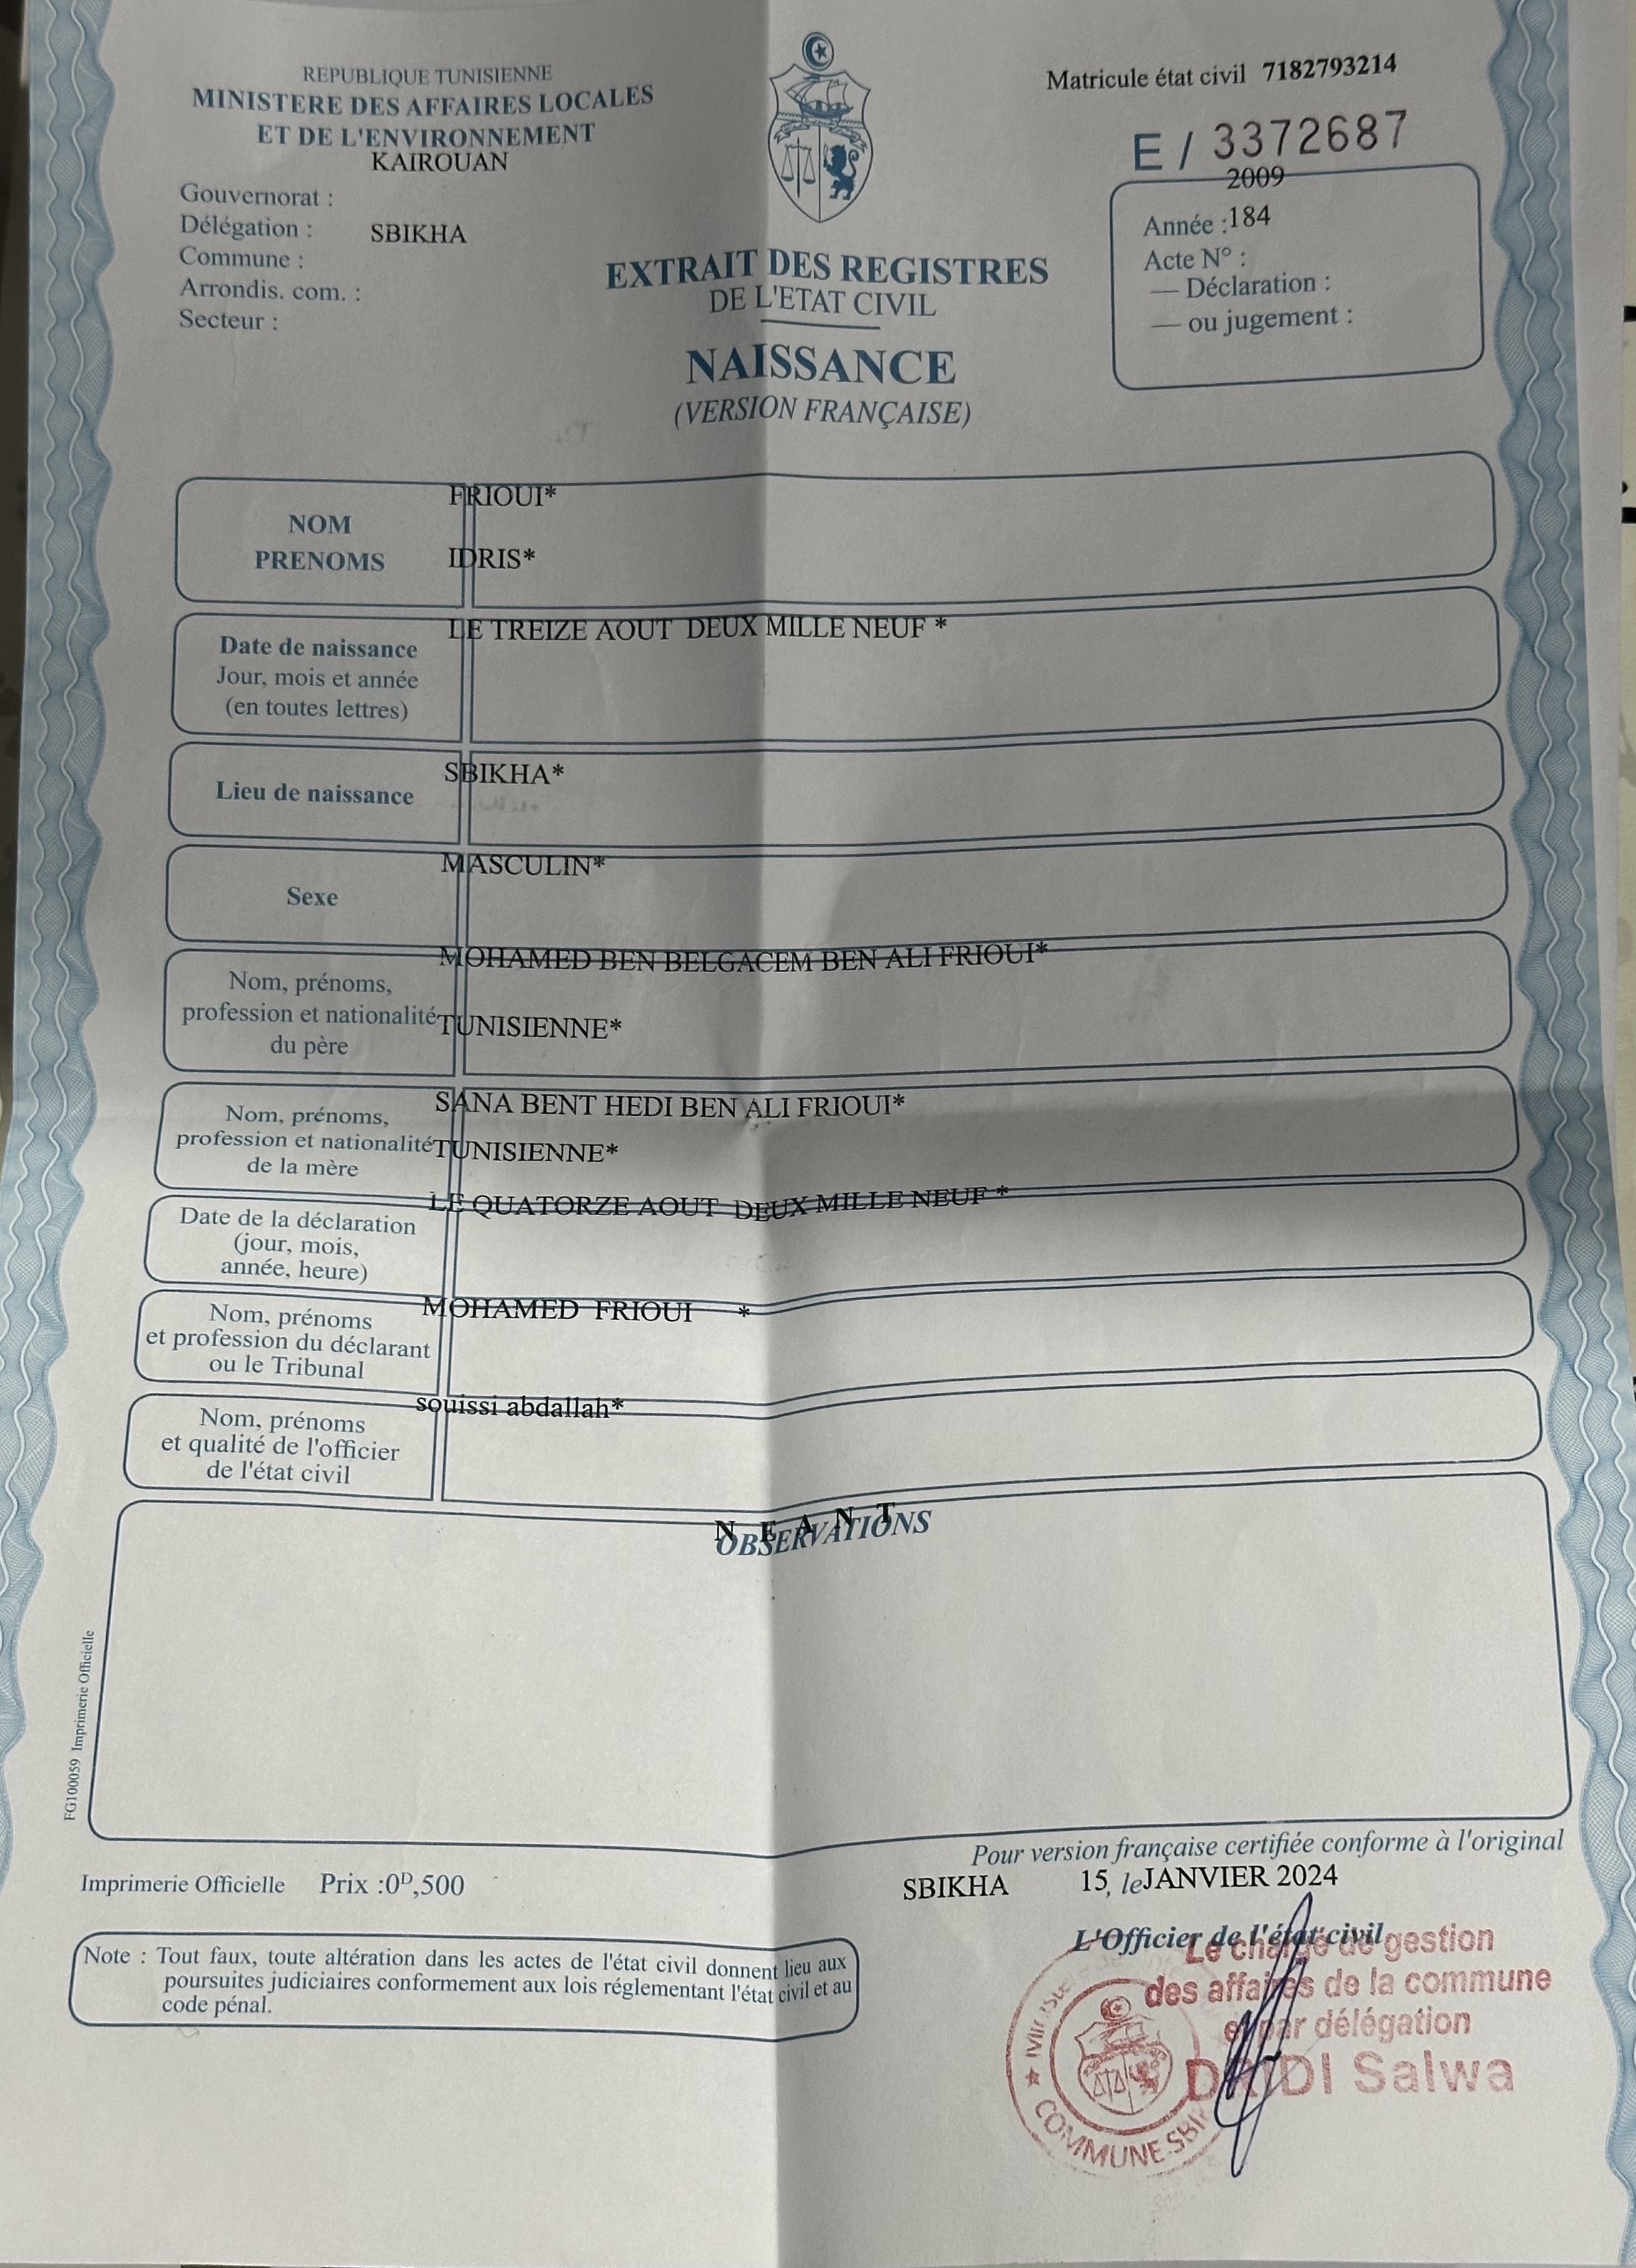 REPUBLIQUE TUNISIENNE
MINISTERE DES AFFAIRES LOCALES
ET DE L'ENVIRONNEMENT
KAIROUAN
Gouvernorat :
Délégation : SBIKHA
Commune :
Arrondis. com. :
Secteur :
Matricule état civil 7182793214
E / 3372687
2009
Année :184
Acte N° :
— Déclaration :
— ou jugement :
EXTRAIT DES REGISTRES
DE L'ETAT CIVIL
NAISSANCE
(VERSION FRANÇAISE)
NOM
PRENOMS
FRIOUI*
IDRIS*
Date de naissance
Jour, mois et année
(en toutes lettres)
LE TREIZE AOUT DEUX MILLE NEUF *
Lieu de naissance
SBIKHA*
Sexe
MASCULIN*
Nom, prénoms,
profession et nationalité
du père
MOHAMED BEN BELGACEM BEN ALI FRIOUI*
TUNISIENNE*
Nom, prénoms,
profession et nationalité
de la mère
SANA BENT HEDI BEN ALI FRIOUI*
TUNISIENNE*
Date de la déclaration
(jour, mois,
année, heure)
LE QUATORZE AOUT DEUX MILLE NEUF *
Nom, prénoms
et profession du déclarant
ou le Tribunal
MOHAMED FRIOUI *
Nom, prénoms
et qualité de l'officier
de l'état civil
souissi abdallah*
N E A N T
OBSERVATIONS
FG100059 Imprimerie Officielle
Pour version française certifiée conforme à l'original
Imprimerie Officielle Prix :0ᴰ,500
SBIKHA 15, le JANVIER 2024
L'Officier de l'état civil,
Le chargé de gestion
des affaires de la commune
et par délégation
DRIDI Salwa
COMMUNE
Note : Tout faux, toute altération dans les actes de l'état civil donnent lieu aux
poursuites judiciaires conformement aux lois réglementant l'état civil et au
code pénal.